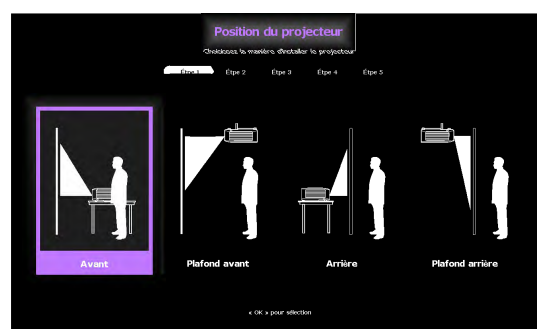 Position du projecteur
Choisissez la manière d'installer le projecteur
Étpe 1 Étpe 2 Étpe 3 Étpe 4 Étpe 5
Avant Plafond avant Arrière Plafond arrière
« OK » pour sélection